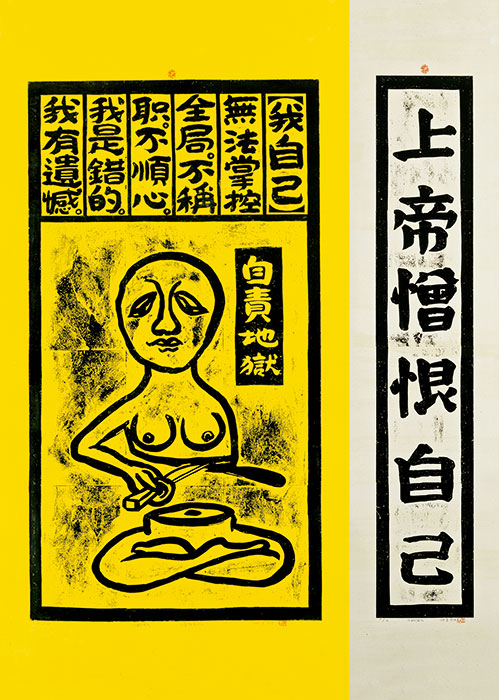 【我自己】
無法掌控
全局。不稱
職。不順心。
我是錯的。
我有遺憾。
自責地獄
上帝憎恨自己